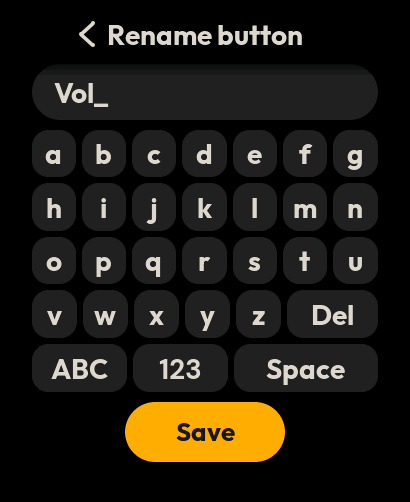 Rename button
Vol_
a b c d e f g
h i j k l m n
o p q r s t u
v w x y z Del
ABC 123 Space
Save